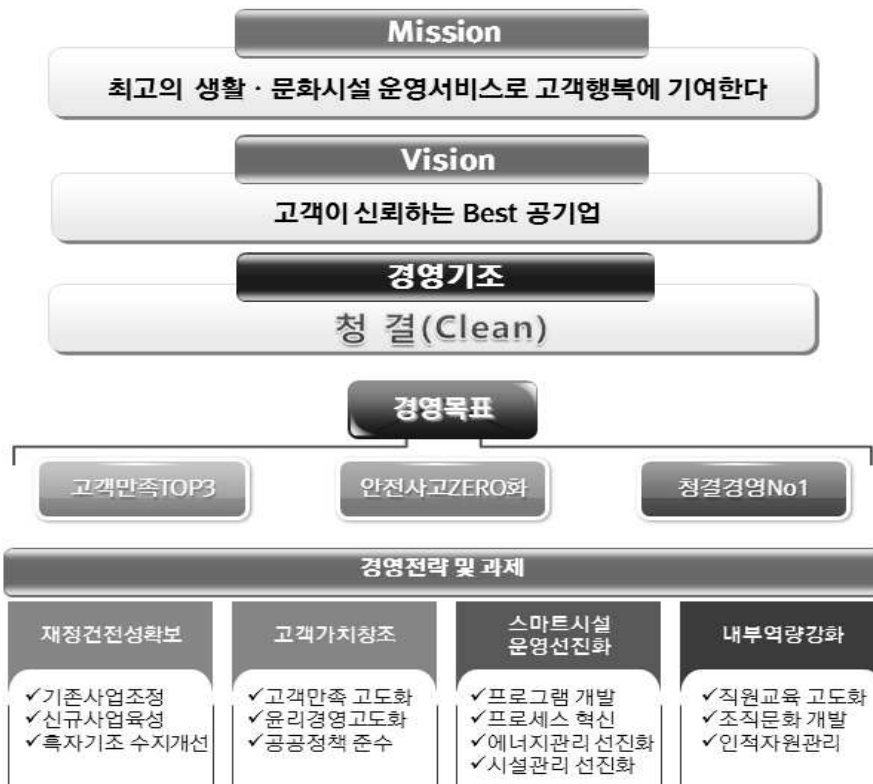 Mission
최고의 생활 · 문화시설 운영서비스로 고객행복에 기여한다
Vision
고객이 신뢰하는 Best 공기업
경영기조
청 결(Clean)
경영목표
고객만족TOP3
안전사고ZERO화
청결경영No1
경영전략 및 과제
재정건전성확보
✓기존사업조정
✓신규사업육성
✓흑자기조 수지개선
고객가치창조
✓고객만족 고도화
✓윤리경영고도화
✓공공정책 준수
스마트시설
운영선진화
✓프로그램 개발
✓프로세스 혁신
✓에너지관리 선진화
✓시설관리 선진화
내부역량강화
✓직원교육 고도화
✓조직문화 개발
✓인적자원관리